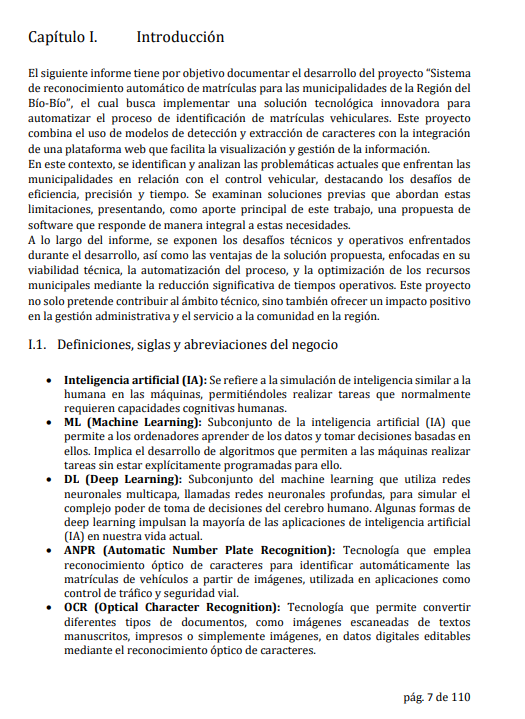 Capítulo I. Introducción
El siguiente informe tiene por objetivo documentar el desarrollo del proyecto “Sistema
de reconocimiento automático de matrículas para las municipalidades de la Región del
Bío-Bío”, el cual busca implementar una solución tecnológica innovadora para
automatizar el proceso de identificación de matrículas vehiculares. Este proyecto
combina el uso de modelos de detección y extracción de caracteres con la integración
de una plataforma web que facilita la visualización y gestión de la información.
En este contexto, se identifican y analizan las problemáticas actuales que enfrentan las
municipalidades en relación con el control vehicular, destacando los desafíos de
eficiencia, precisión y tiempo. Se examinan soluciones previas que abordan estas
limitaciones, presentando, como aporte principal de este trabajo, una propuesta de
software que responde de manera integral a estas necesidades.
A lo largo del informe, se exponen los desafíos técnicos y operativos enfrentados
durante el desarrollo, así como las ventajas de la solución propuesta, enfocadas en su
viabilidad técnica, la automatización del proceso, y la optimización de los recursos
municipales mediante la reducción significativa de tiempos operativos. Este proyecto
no solo pretende contribuir al ámbito técnico, sino también ofrecer un impacto positivo
en la gestión administrativa y el servicio a la comunidad en la región.
I.1. Definiciones, siglas y abreviaciones del negocio
• Inteligencia artificial (IA): Se refiere a la simulación de inteligencia similar a la
humana en las máquinas, permitiéndoles realizar tareas que normalmente
requieren capacidades cognitivas humanas.
• ML (Machine Learning): Subconjunto de la inteligencia artificial (IA) que
permite a los ordenadores aprender de los datos y tomar decisiones basadas en
ellos. Implica el desarrollo de algoritmos que permiten a las máquinas realizar
tareas sin estar explícitamente programadas para ello.
• DL (Deep Learning): Subconjunto del machine learning que utiliza redes
neuronales multicapa, llamadas redes neuronales profundas, para simular el
complejo poder de toma de decisiones del cerebro humano. Algunas formas de
deep learning impulsan la mayoría de las aplicaciones de inteligencia artificial
(IA) en nuestra vida actual.
• ANPR (Automatic Number Plate Recognition): Tecnología que emplea
reconocimiento óptico de caracteres para identificar automáticamente las
matrículas de vehículos a partir de imágenes, utilizada en aplicaciones como
control de tráfico y seguridad vial.
• OCR (Optical Character Recognition): Tecnología que permite convertir
diferentes tipos de documentos, como imágenes escaneadas de textos
manuscritos, impresos o simplemente imágenes, en datos digitales editables
mediante el reconocimiento óptico de caracteres.
pág. 7 de 110